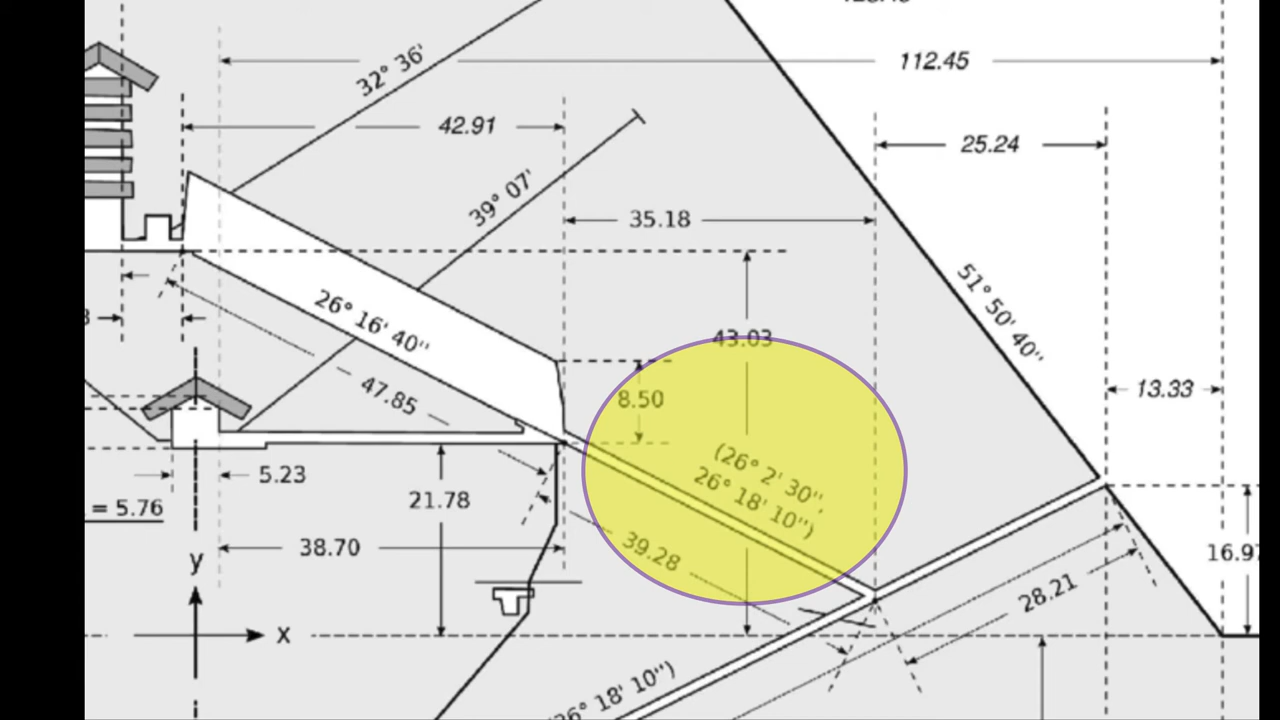 112.45
32° 36'
42.91
25.24
39° 07'
35.18
26° 16' 40''
51° 50' 40''
43.03
47.85
8.50
13.33
(26° 2' 30'',
26° 18' 10'')
5.23
21.78
= 5.76
38.70
39.28
16.97
y
x
28.21
26° 18' 10'')